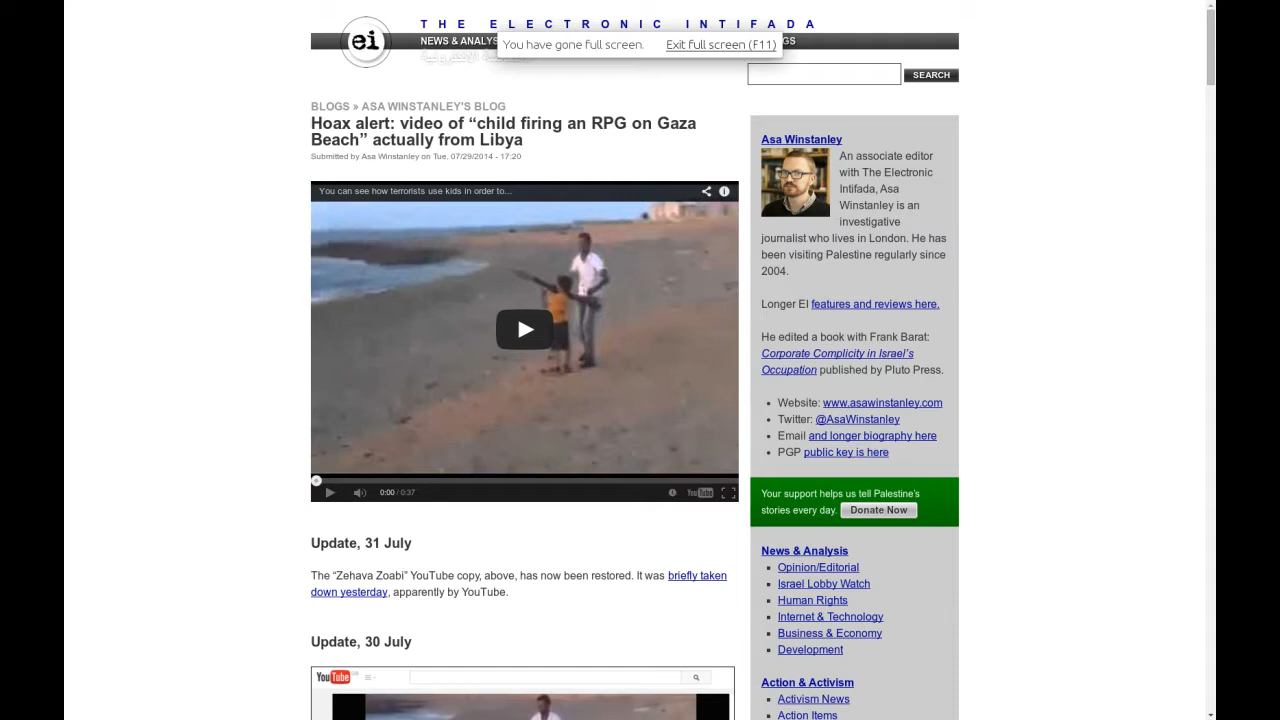 THE ELECTRONIC INTIFADA
ei
NEWS & ANALYS
GS
You have gone full screen. Exit full screen (F11)
SEARCH
BLOGS » ASA WINSTANLEY'S BLOG
Hoax alert: video of “child firing an RPG on Gaza
Beach” actually from Libya
Submitted by Asa Winstanley on Tue, 07/29/2014 - 17:20
You can see how terrorists use kids in order to...
0:00 / 0:37
YouTube
Update, 31 July
The “Zehava Zoabi” YouTube copy, above, has now been restored. It was briefly taken
down yesterday, apparently by YouTube.
Update, 30 July
YouTube
Asa Winstanley
An associate editor
with The Electronic
Intifada, Asa
Winstanley is an
investigative
journalist who lives in London. He has
been visiting Palestine regularly since
2004.
Longer EI features and reviews here.
He edited a book with Frank Barat:
Corporate Complicity in Israel’s
Occupation published by Pluto Press.
• Website: www.asawinstanley.com
• Twitter: @AsaWinstanley
• Email and longer biography here
• PGP public key is here
Your support helps us tell Palestine’s
stories every day. Donate Now
News & Analysis
Opinion/Editorial
Israel Lobby Watch
Human Rights
Internet & Technology
Business & Economy
Development
Action & Activism
Activism News
Action Items